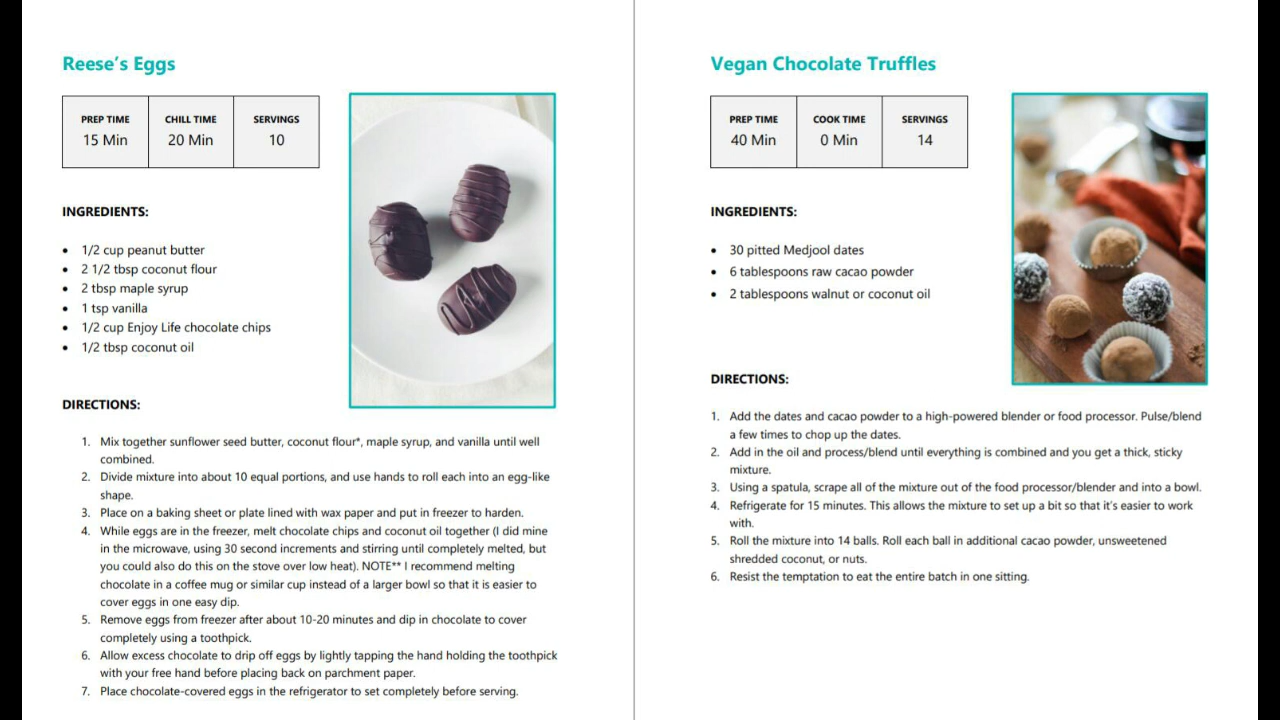 Reese's Eggs
PREP TIME
15 Min
CHILL TIME
20 Min
SERVINGS
10
INGREDIENTS:
• 1/2 cup peanut butter
• 2 1/2 tbsp coconut flour
• 2 tbsp maple syrup
• 1 tsp vanilla
• 1/2 cup Enjoy Life chocolate chips
• 1/2 tbsp coconut oil
DIRECTIONS:
1. Mix together sunflower seed butter, coconut flour*, maple syrup, and vanilla until well
combined.
2. Divide mixture into about 10 equal portions, and use hands to roll each into an egg-like
shape.
3. Place on a baking sheet or plate lined with wax paper and put in freezer to harden.
4. While eggs are in the freezer, melt chocolate chips and coconut oil together (I did mine
in the microwave, using 30 second increments and stirring until completely melted, but
you could also do this on the stove over low heat). NOTE** I recommend melting
chocolate in a coffee mug or similar cup instead of a larger bowl so that it is easier to
cover eggs in one easy dip.
5. Remove eggs from freezer after about 10-20 minutes and dip in chocolate to cover
completely using a toothpick.
6. Allow excess chocolate to drip off eggs by lightly tapping the hand holding the toothpick
with your free hand before placing back on parchment paper.
7. Place chocolate-covered eggs in the refrigerator to set completely before serving.
Vegan Chocolate Truffles
PREP TIME
40 Min
COOK TIME
0 Min
SERVINGS
14
INGREDIENTS:
• 30 pitted Medjool dates
• 6 tablespoons raw cacao powder
• 2 tablespoons walnut or coconut oil
DIRECTIONS:
1. Add the dates and cacao powder to a high-powered blender or food processor. Pulse/blend
a few times to chop up the dates.
2. Add in the oil and process/blend until everything is combined and you get a thick, sticky
mixture.
3. Using a spatula, scrape all of the mixture out of the food processor/blender and into a bowl.
4. Refrigerate for 15 minutes. This allows the mixture to set up a bit so that it's easier to work
with.
5. Roll the mixture into 14 balls. Roll each ball in additional cacao powder, unsweetened
shredded coconut, or nuts.
6. Resist the temptation to eat the entire batch in one sitting.